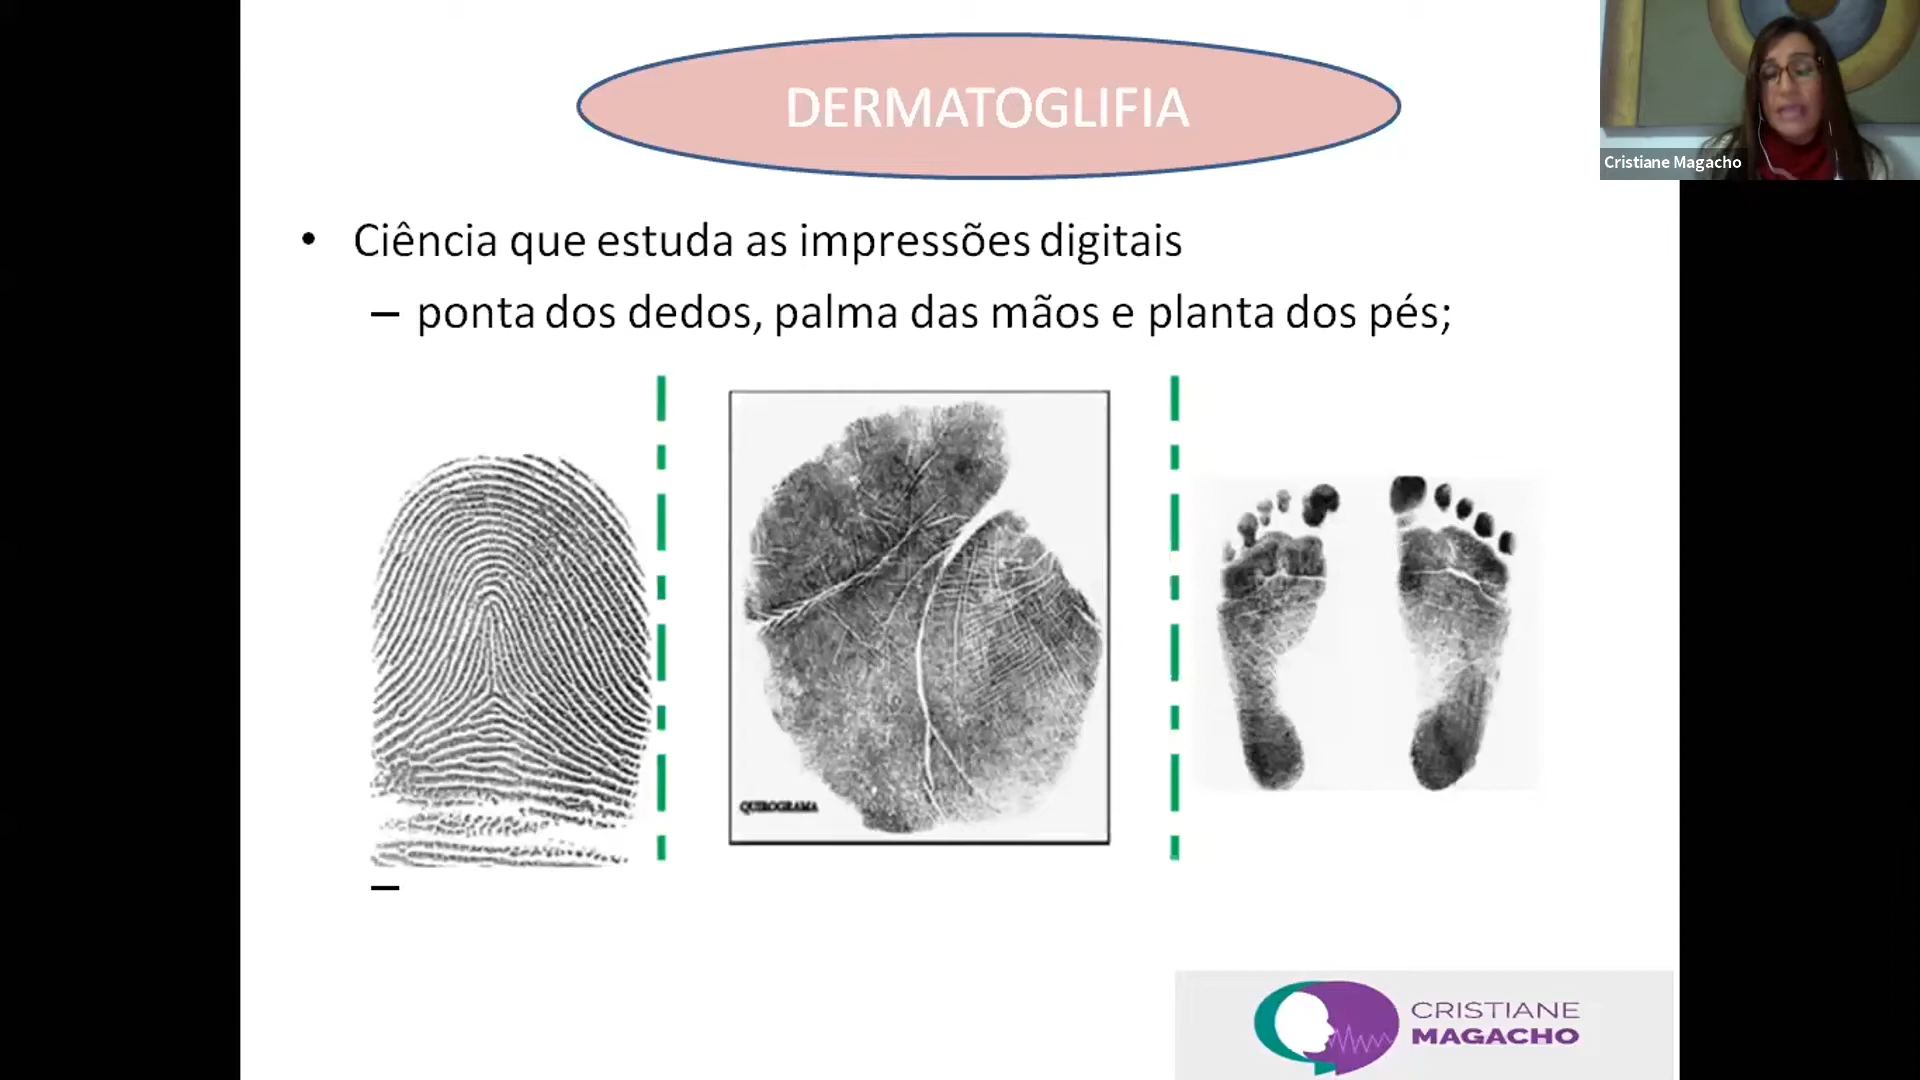 DERMATOGLIFIA
Cristiane Magacho
• Ciência que estuda as impressões digitais
– ponta dos dedos, palma das mãos e planta dos pés;
QUIROGRAMA
–
CRISTIANE
MAGACHO